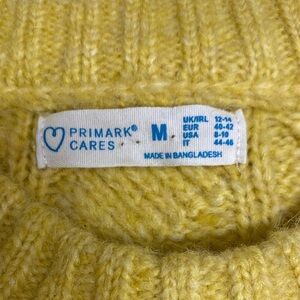 PRIMARK®
CARES
M
UK/IRL 12-14
EUR 40-42
USA 8-10
IT 44-46
MADE IN BANGLADESH